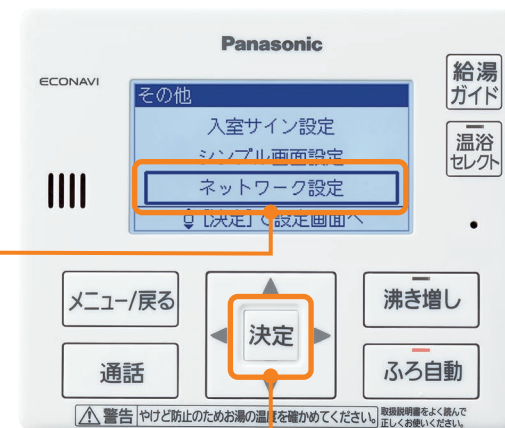 Panasonic
ECONAVI
給湯
ガイド
その他
入室サイン設定
シンプル画面設定
ネットワーク設定
[決定]で設定画面へ
温浴
セレクト
メニュー/戻る
決定
沸き増し
通話
ふろ自動
警告 やけど防止のためお湯の温度を確かめてください。
取扱説明書をよく読んで
正しくお使いください。